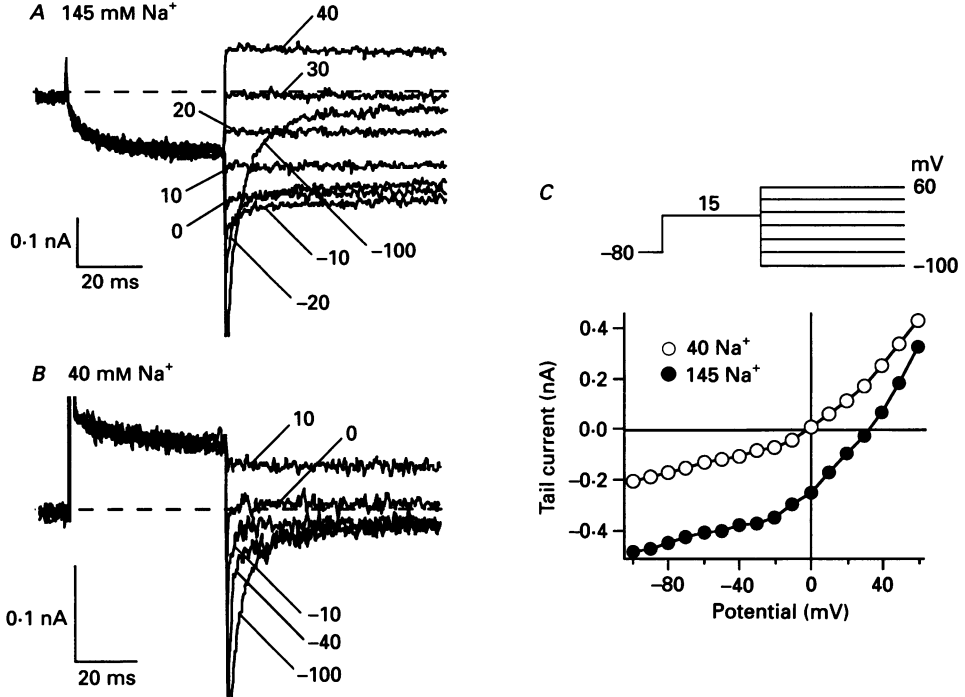 A 145 mM Na⁺
40
30
20
10
0
−10
−100
−20
0·1 nA
20 ms
B 40 mM Na⁺
10
0
−10
−40
−100
0·1 nA
20 ms
C
mV
60
15
−80
−100
0·4
0·2
0·0
−0·2
−0·4
40 Na⁺
145 Na⁺
Tail current (nA)
−80 −40 0 40
Potential (mV)